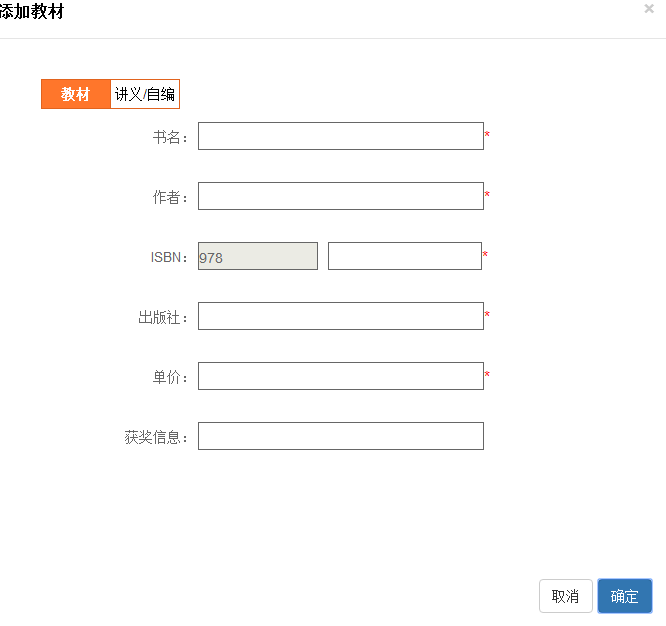 添加教材 ×
教材 讲义/自编
书名： *
作者： *
ISBN： 978 *
出版社： *
单价： *
获奖信息：
取消 确定